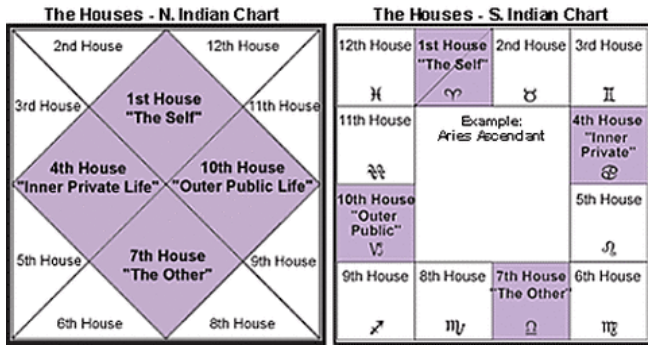 The Houses - N. Indian Chart
2nd House
12th House
3rd House
1st House
"The Self"
11th House
4th House
"Inner Private Life"
10th House
"Outer Public Life"
5th House
7th House
"The Other"
9th House
6th House
8th House
The Houses - S. Indian Chart
12th House
♓
1st House
"The Self"
♈
2nd House
♉
3rd House
♊
11th House
♒
Example:
Aries Ascendant
4th House
"Inner
Private"
♋
10th House
"Outer
Public"
♑
5th House
♌
9th House
♐
8th House
♏
7th House
"The Other"
♎
6th House
♍